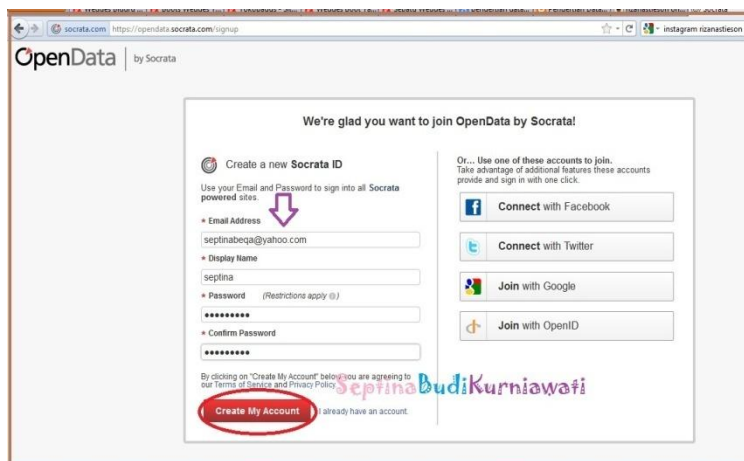 socrata.com https://opendata.socrata.com/signup
instagram rizanastieson
OpenData by Socrata
We're glad you want to join OpenData by Socrata!
Create a new Socrata ID
Use your Email and Password to sign into all Socrata
powered sites.
* Email Address
septinabeqa@yahoo.com
* Display Name
septina
* Password (Restrictions apply)
•••••••••
* Confirm Password
•••••••••
By clicking on "Create My Account" below you are agreeing to
our Terms of Service and Privacy Policy
Create My Account
I already have an account.
Or... Use one of these accounts to join.
Take advantage of additional features these accounts
provide and sign in with one click.
Connect with Facebook
Connect with Twitter
Join with Google
Join with OpenID
SeptinaBudiKurniawati